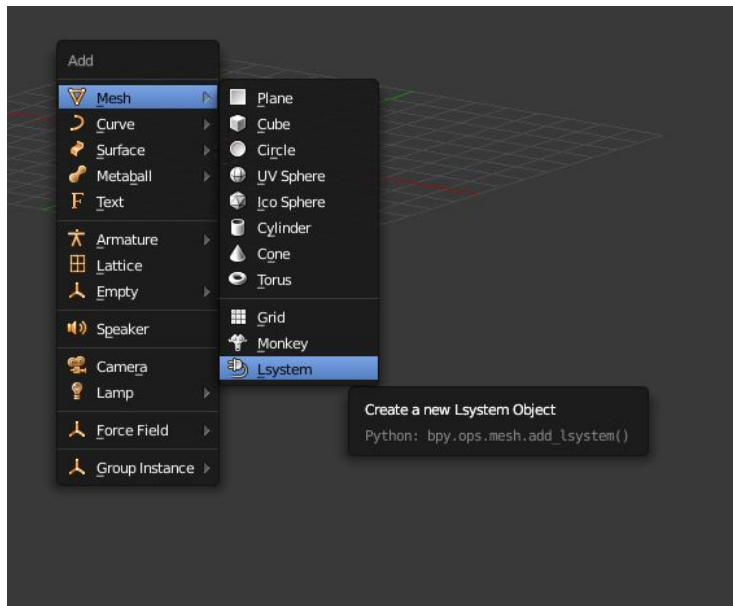 Add
Mesh
Curve
Surface
Metaball
Text
Armature
Lattice
Empty
Speaker
Camera
Lamp
Force Field
Group Instance
Plane
Cube
Circle
UV Sphere
Ico Sphere
Cylinder
Cone
Torus
Grid
Monkey
Lsystem
Create a new Lsystem Object
Python: bpy.ops.mesh.add_lsystem()